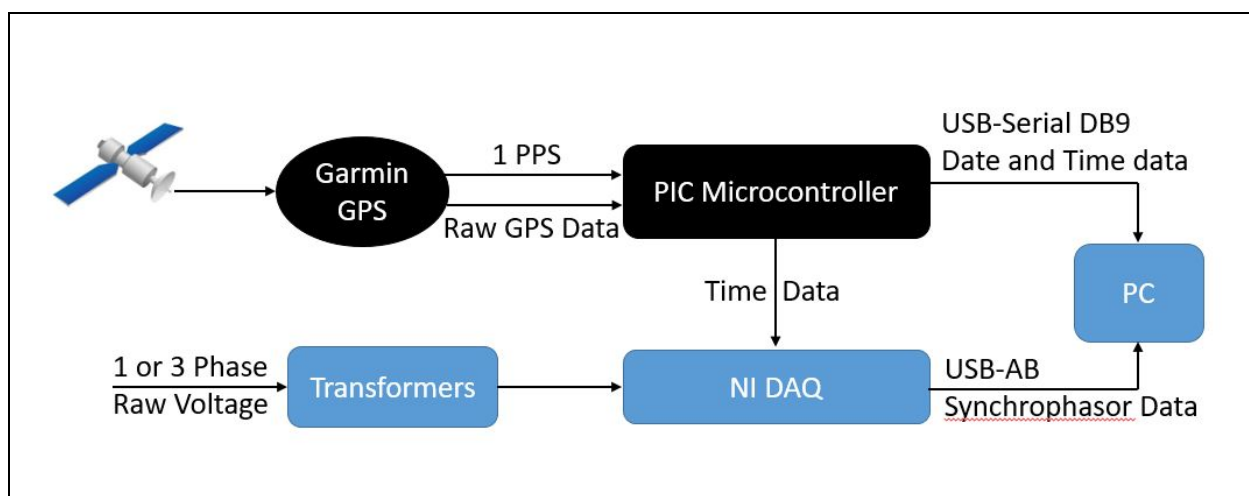 Garmin
GPS
1 PPS
Raw GPS Data
PIC Microcontroller
USB-Serial DB9
Date and Time data
PC
Time Data
1 or 3 Phase
Raw Voltage
Transformers
NI DAQ
USB-AB
Synchrophasor Data